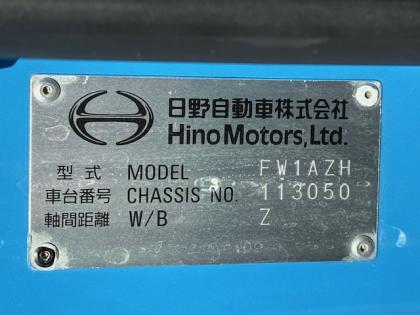 日野自動車株式会社
Hino Motors, Ltd.
型式 MODEL FW1AZH
車台番号 CHASSIS NO. 113050
軸間距離 W/B Z